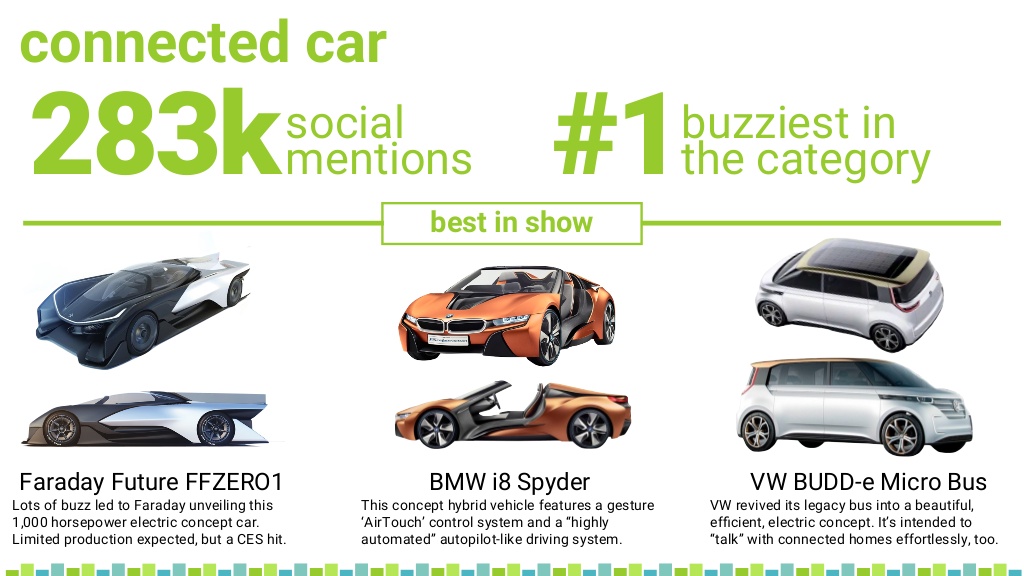 connected car
283k social mentions
#1 buzziest in the category
best in show
Faraday Future FFZERO1
Lots of buzz led to Faraday unveiling this
1,000 horsepower electric concept car.
Limited production expected, but a CES hit.
BMW i8 Spyder
This concept hybrid vehicle features a gesture
‘AirTouch’ control system and a “highly
automated” autopilot-like driving system.
VW BUDD-e Micro Bus
VW revived its legacy bus into a beautiful,
efficient, electric concept. It’s intended to
“talk” with connected homes effortlessly, too.